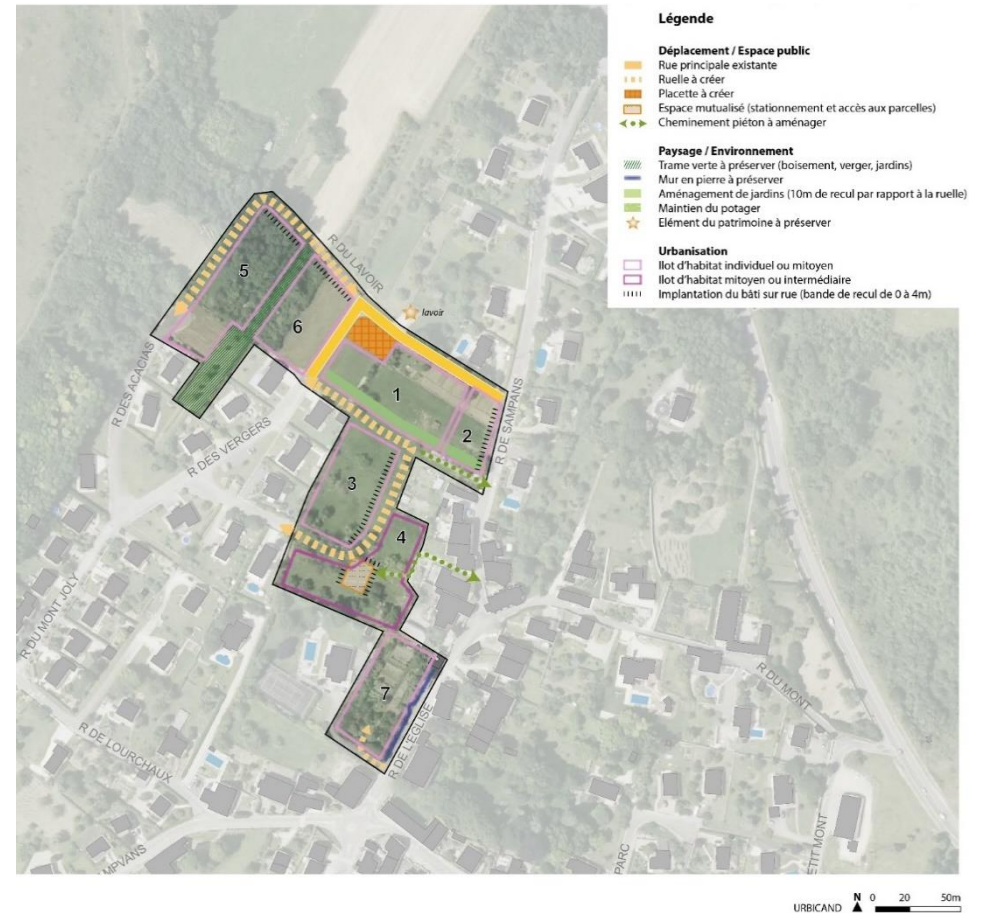 Légende
Déplacement / Espace public
Rue principale existante
Ruelle à créer
Placette à créer
Espace mutualisé (stationnement et accès aux parcelles)
Cheminement piéton à aménager
Paysage / Environnement
Trame verte à préserver (boisement, verger, jardins)
Mur en pierre à préserver
Aménagement de jardins (10m de recul par rapport à la ruelle)
Maintien du potager
Elément du patrimoine à préserver
Urbanisation
Ilot d'habitat individuel ou mitoyen
Ilot d'habitat mitoyen ou intermédiaire
Implantation du bâti sur rue (bande de recul de 0 à 4m)
R DU LAVOIR
5
6
lavoir
1
2
R DE SAMPANS
R DES ACACIAS
R DES VERGERS
3
4
R DU MONT JOLY
7
R DE L'EGLISE
R DU MONT
R DE LOURCHAUX
MPVANS
PARC
ETIT MONT
URBICAND
N
0 20 50m